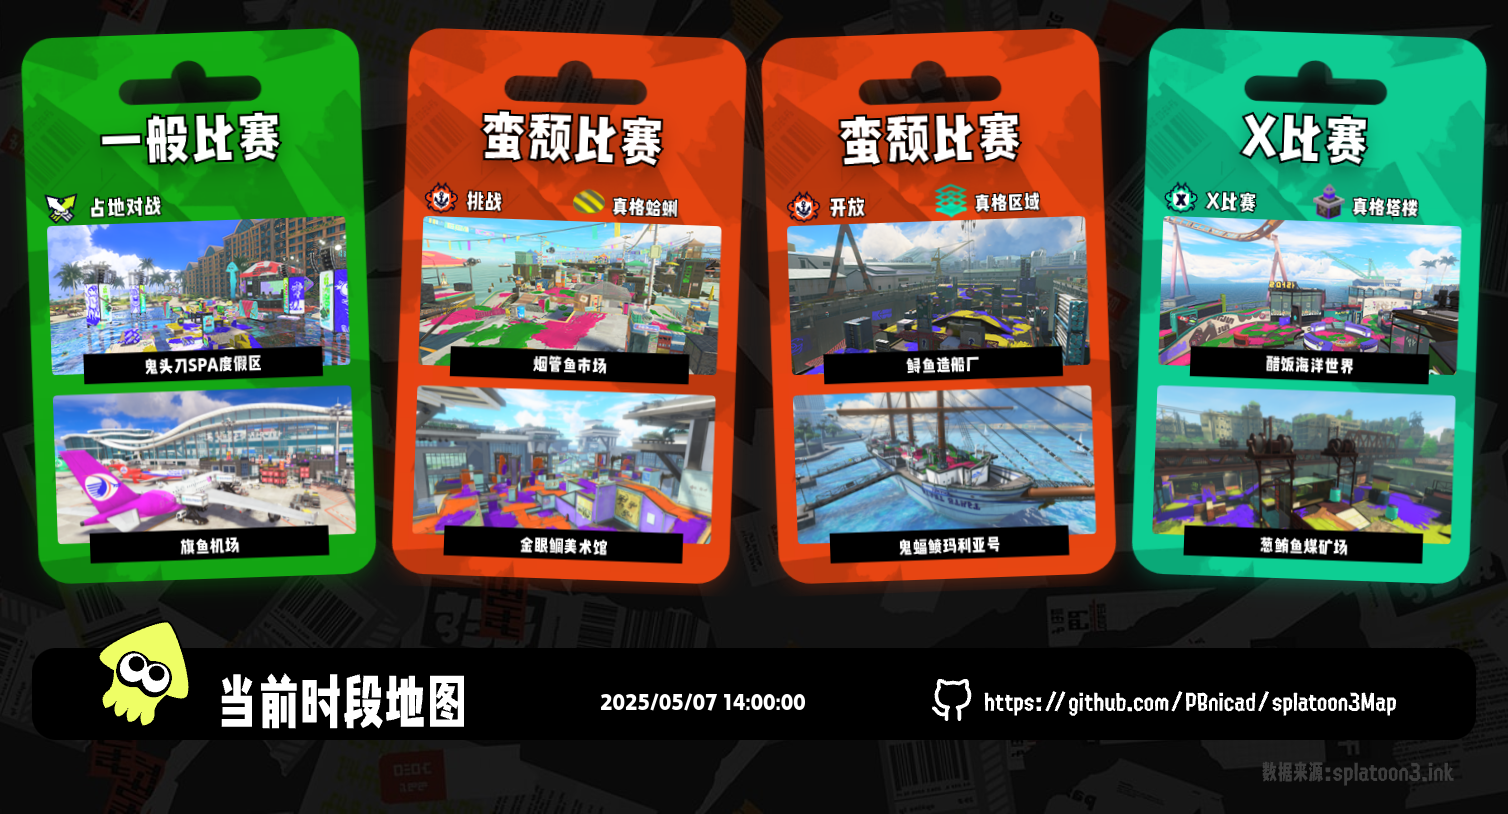 一般比赛
占地对战
鬼头刀SPA度假区
旗鱼机场
蛮颓比赛
挑战
真格蛤蜊
烟管鱼市场
金眼鲷美术馆
蛮颓比赛
开放
真格区域
鲟鱼造船厂
鬼蝠鲼玛利亚号
X比赛
X比赛
真格塔楼
醋饭海洋世界
葱鲔鱼煤矿场
当前时段地图
2025/05/07 14:00:00
https://github.com/PBnicad/splatoon3Map
数据来源:splatoon3.ink